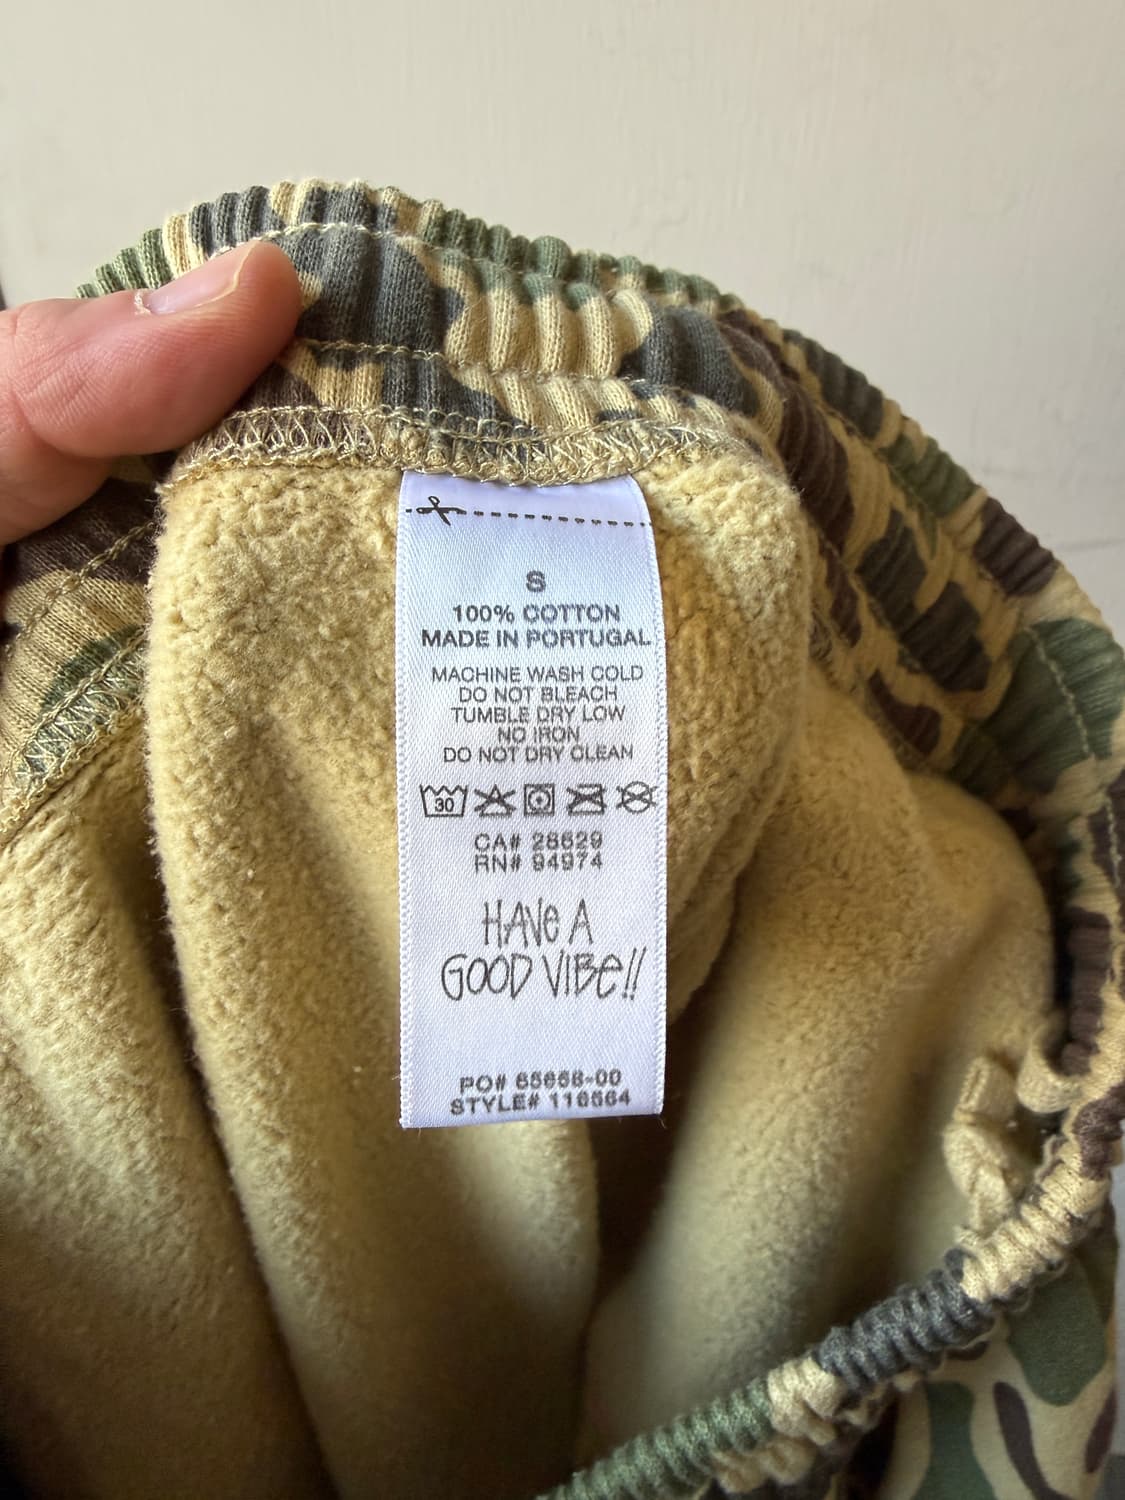 S
100% COTTON
MADE IN PORTUGAL
MACHINE WASH COLD
DO NOT BLEACH
TUMBLE DRY LOW
NO IRON
DO NOT DRY CLEAN
30
CA# 28629
RN# 94974
HAVE A
GOOD VIBE!!
PO# 65658-00
STYLE# 116564